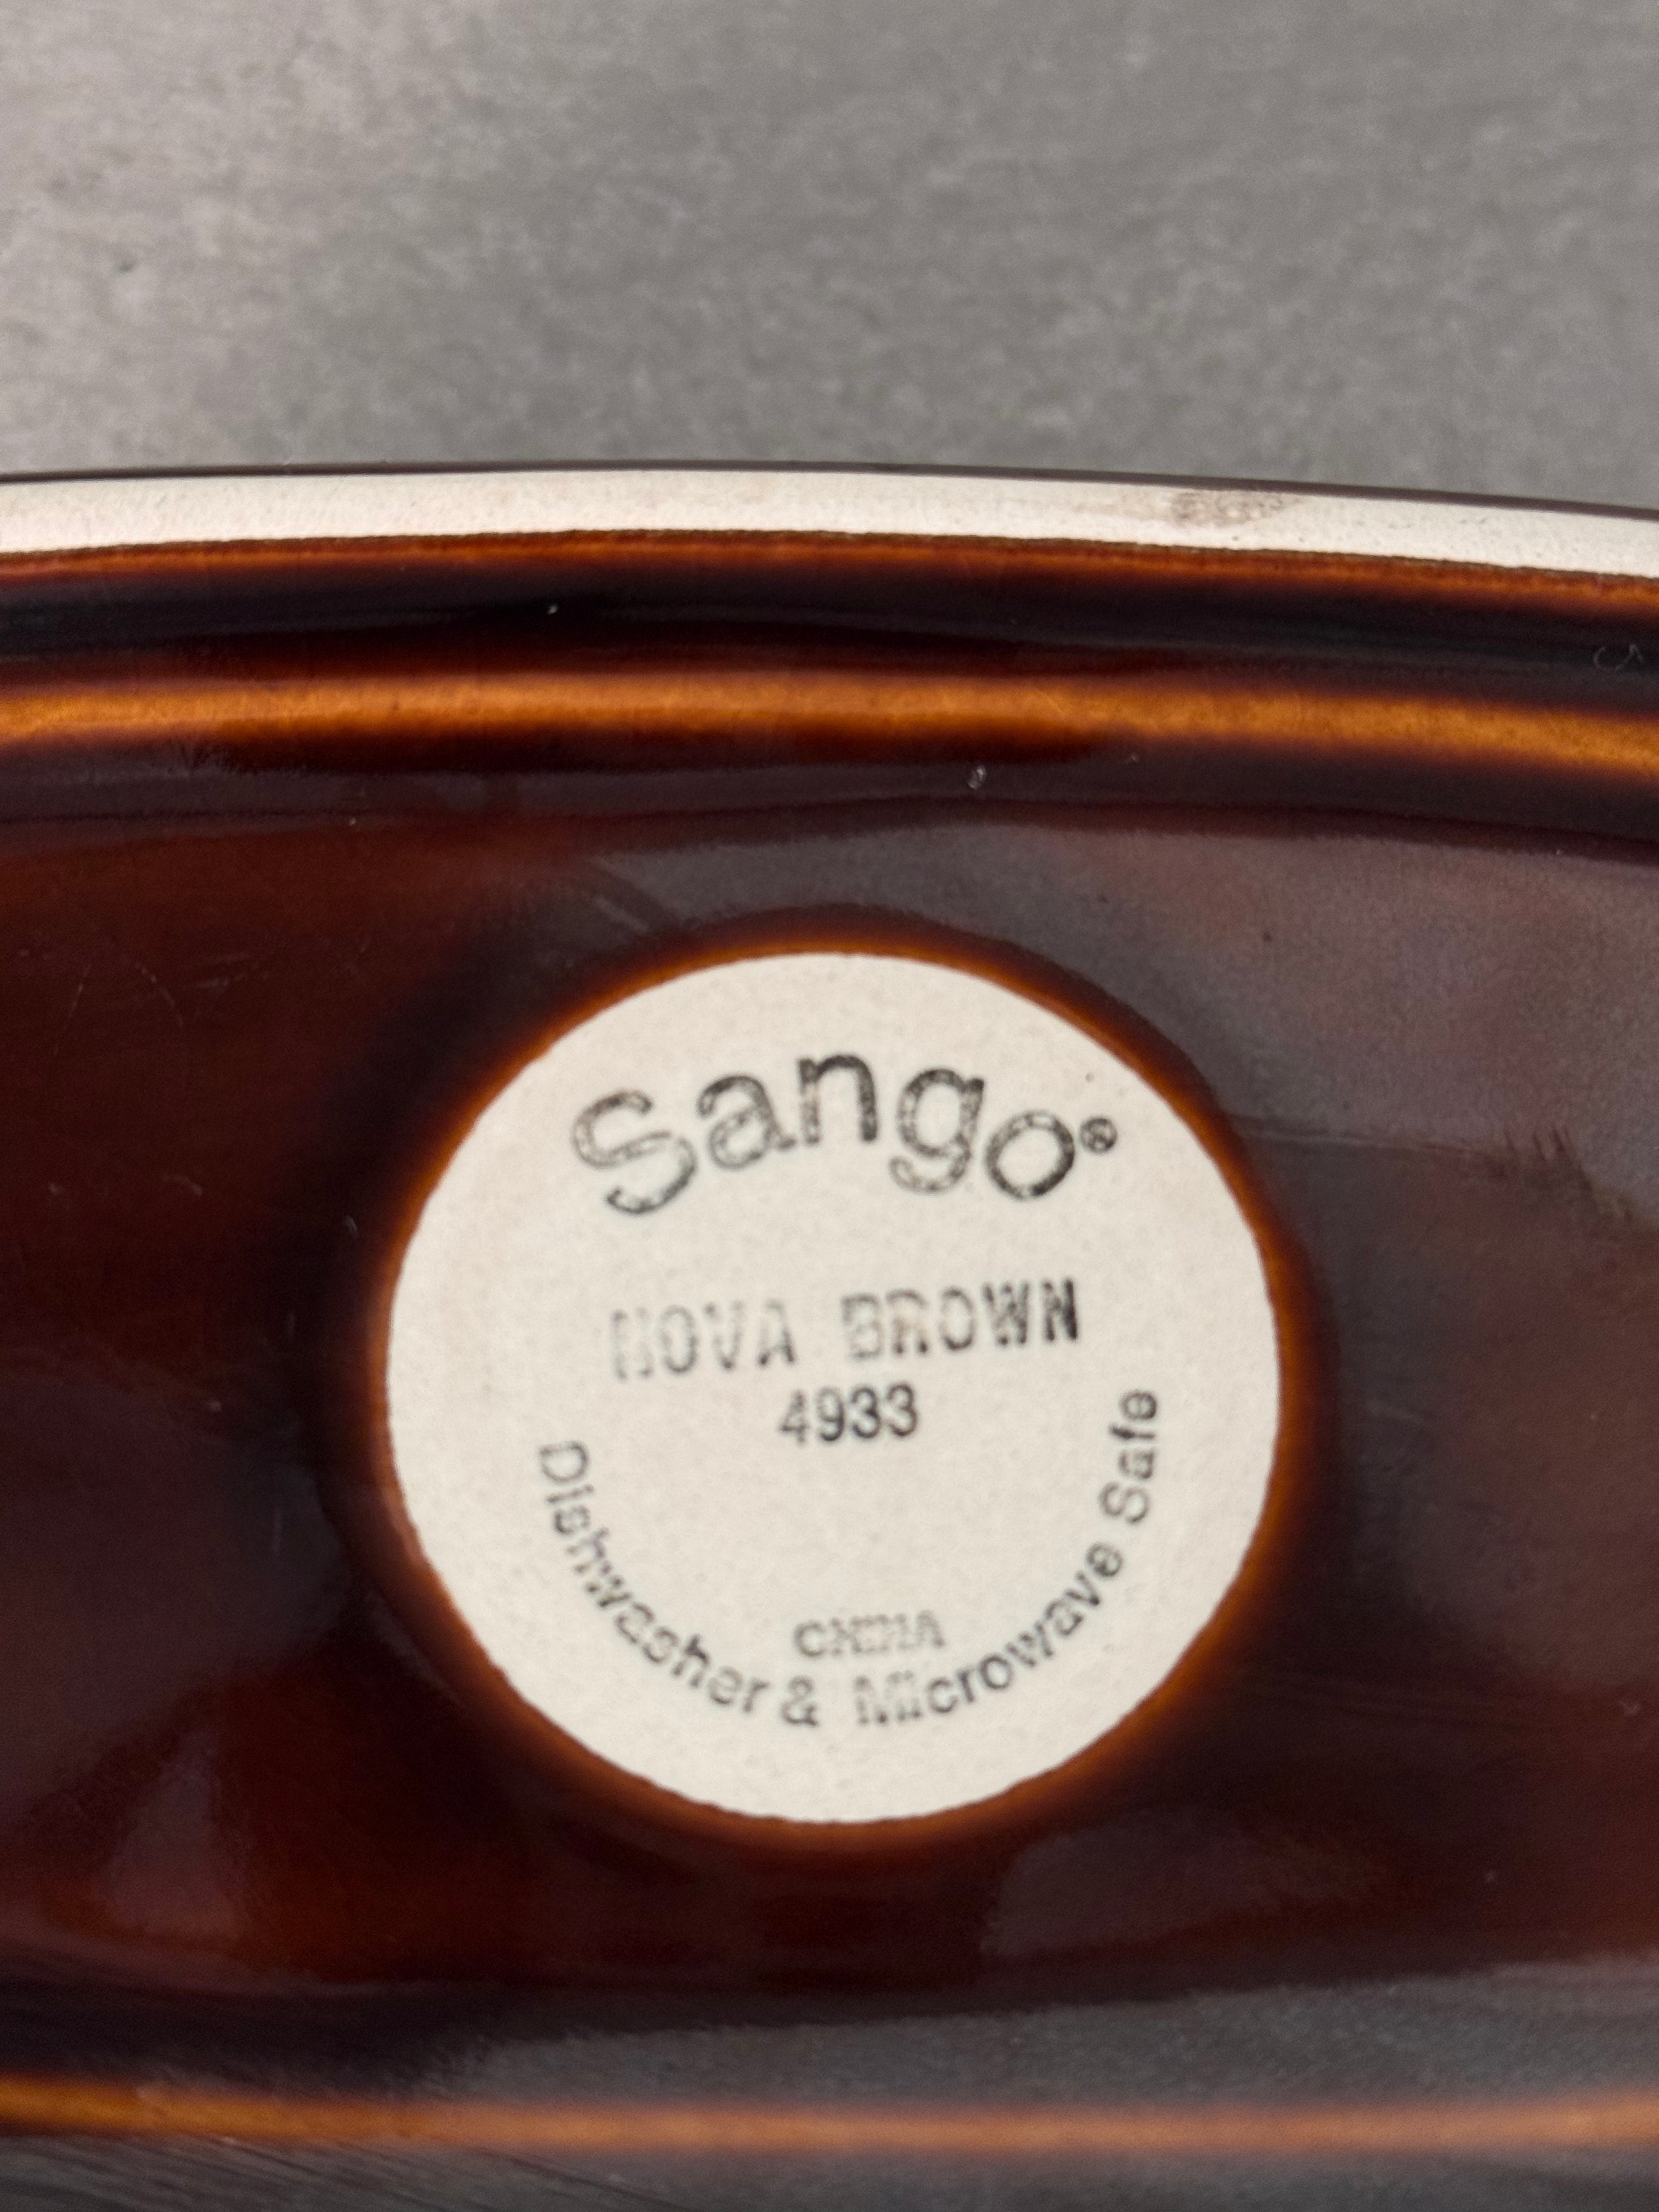 Sango®
NOVA BROWN
4933
CHINA
Dishwasher & Microwave Safe